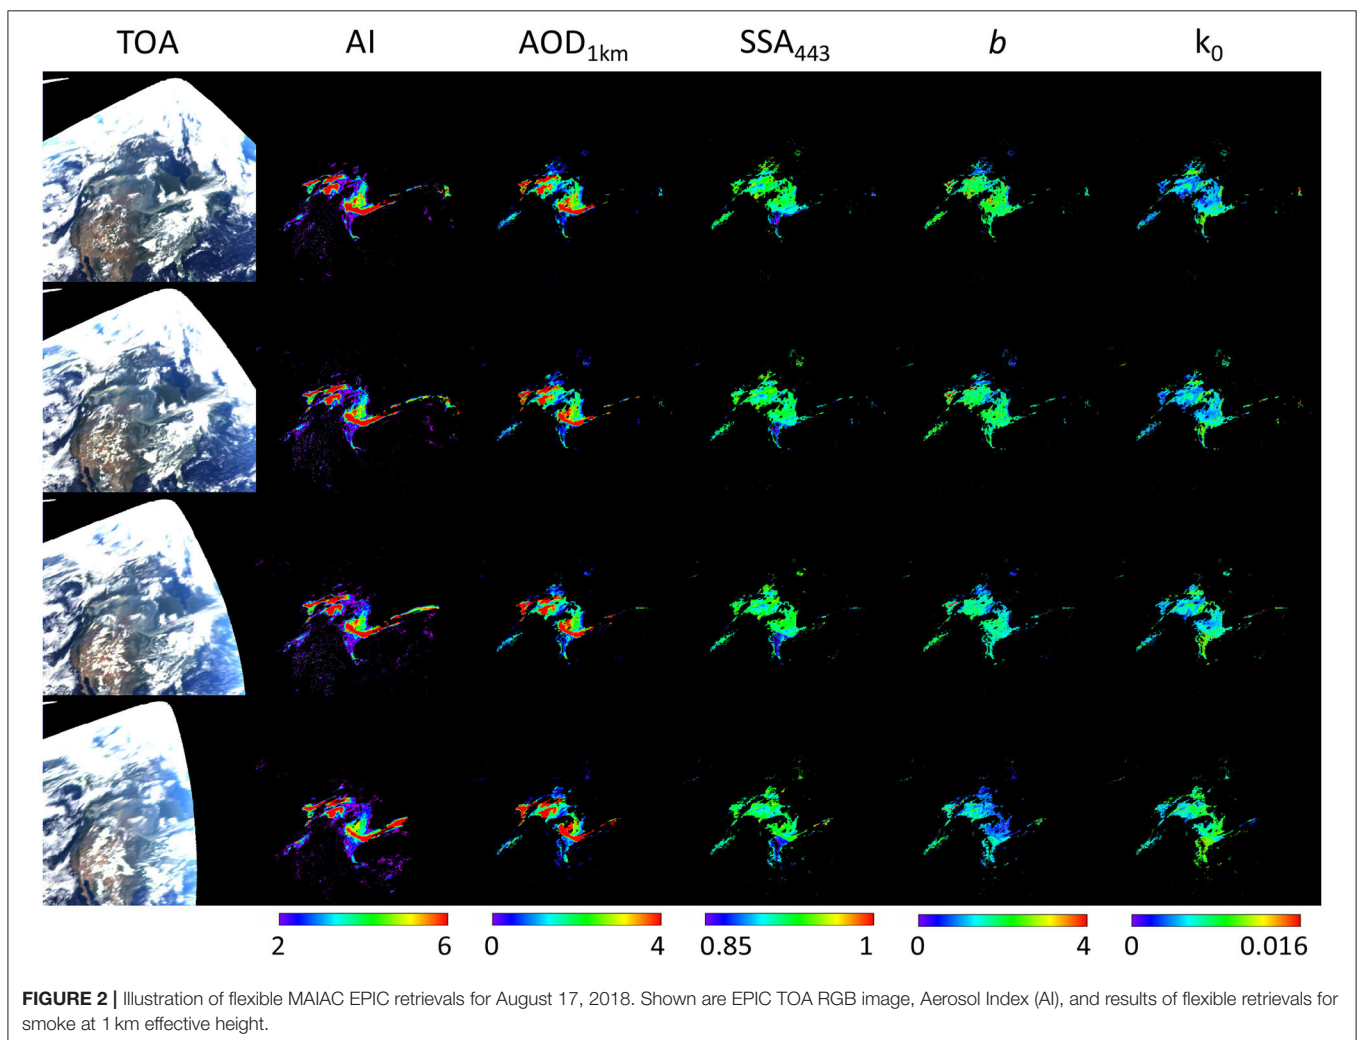 TOA AI AOD1km SSA443 b k0
2 6 0 4 0.85 1 0 4 0 0.016
FIGURE 2 | Illustration of flexible MAIAC EPIC retrievals for August 17, 2018. Shown are EPIC TOA RGB image, Aerosol Index (AI), and results of flexible retrievals for
smoke at 1 km effective height.